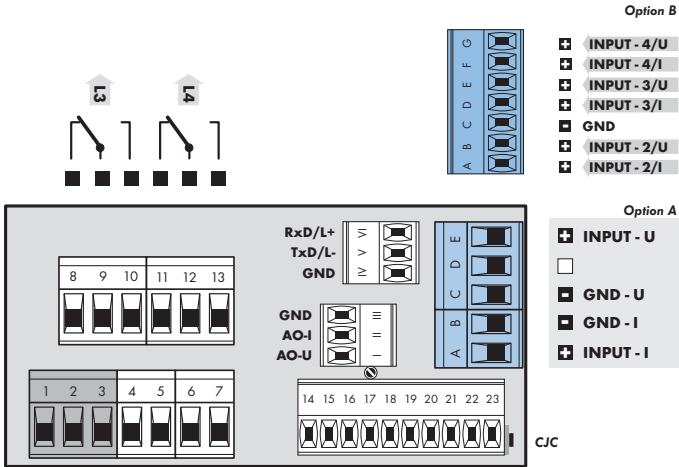 Option B
G
F
E
D
C
B
A
INPUT - 4/U
INPUT - 4/I
INPUT - 3/U
INPUT - 3/I
GND
INPUT - 2/U
INPUT - 2/I
L3
L4
Option A
INPUT - U
GND - U
GND - I
INPUT - I
RxD/L+ VI
TxD/L- V
GND IV
E
D
C
B
A
8 9 10 11 12 13
GND III
AO-I II
AO-U I
1 2 3 4 5 6 7
14 15 16 17 18 19 20 21 22 23
CJC